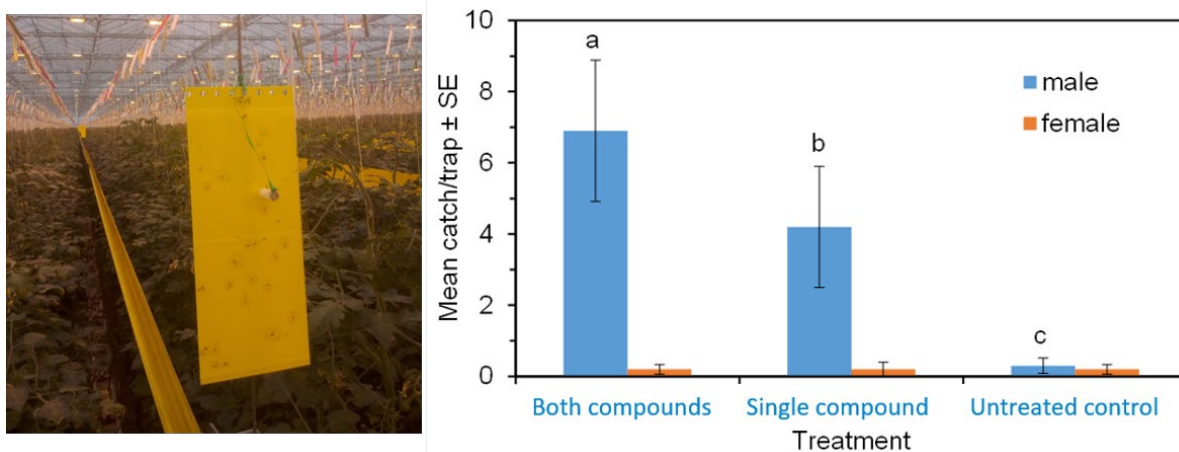 10
8
6
4
2
0
Mean catch/trap ± SE
a
b
c
male
female
Both compounds
Single compound
Untreated control
Treatment